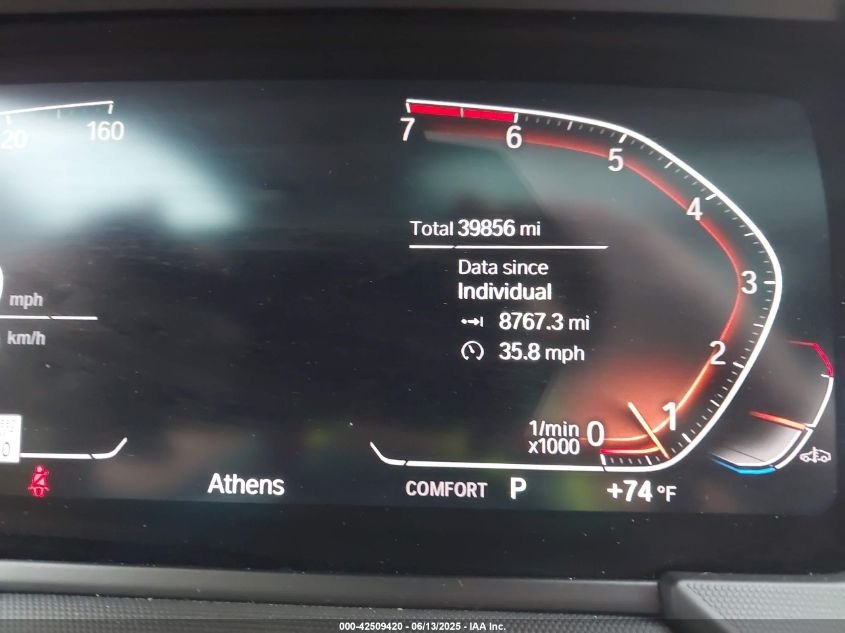 20
160
mph
km/h
0
Athens
7
6
5
4
3
2
1
0
Total 39856 mi
Data since
Individual
8767.3 mi
35.8 mph
1/min
x1000
COMFORT P
+74 °F
000-42509420 - 06/13/2025 - IAA Inc.